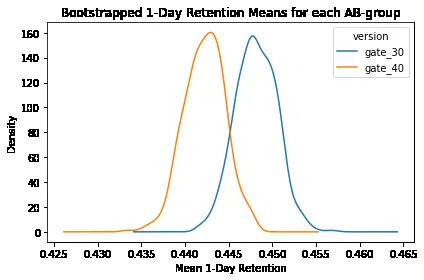 Bootstrapped 1-Day Retention Means for each AB-group
version
gate_30
gate_40
160
140
120
100
80
60
40
20
0
Density
0.425 0.430 0.435 0.440 0.445 0.450 0.455 0.460 0.465
Mean 1-Day Retention